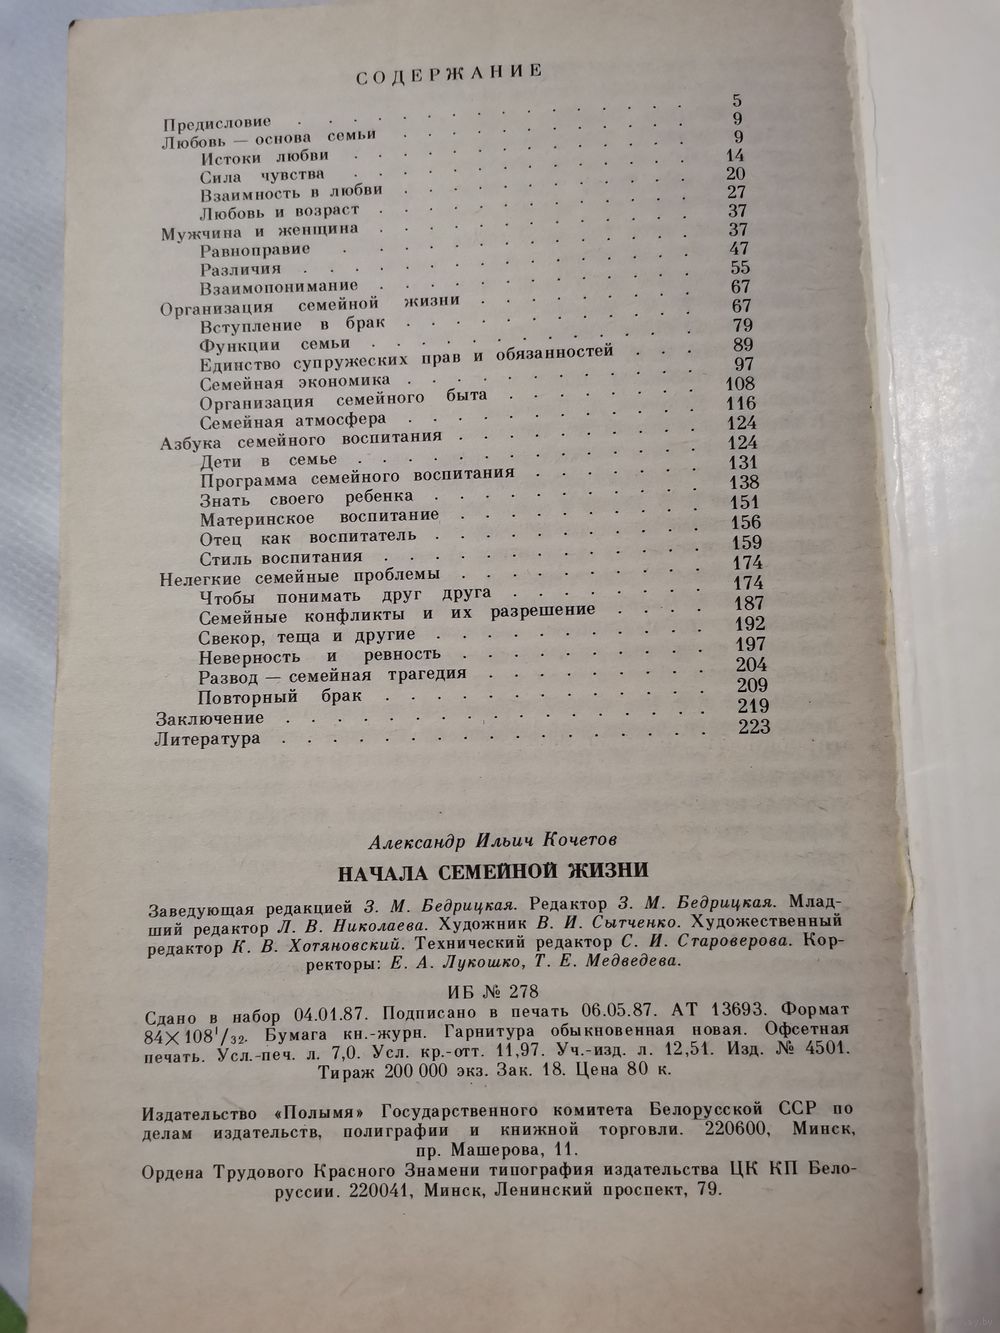 СОДЕРЖАНИЕ
Предисловие . . . . . . . . . . . . . . . . 5
Любовь — основа семьи . . . . . . . . . . . . 9
Истоки любви . . . . . . . . . . . . . . 9
Сила чувства . . . . . . . . . . . . . . 14
Взаимность в любви . . . . . . . . . . . . 20
Любовь и возраст . . . . . . . . . . . . . 27
Мужчина и женщина . . . . . . . . . . . . . 37
Равноправие . . . . . . . . . . . . . . 37
Различия . . . . . . . . . . . . . . . . 47
Взаимопонимание . . . . . . . . . . . . . 55
Организация семейной жизни . . . . . . . . . 67
Вступление в брак . . . . . . . . . . . . 67
Функции семьи . . . . . . . . . . . . . . 79
Единство супружеских прав и обязанностей . . . 89
Семейная экономика . . . . . . . . . . . . 97
Организация семейного быта . . . . . . . . 108
Семейная атмосфера . . . . . . . . . . . . 116
Азбука семейного воспитания . . . . . . . . . . 124
Дети в семье . . . . . . . . . . . . . . 124
Программа семейного воспитания . . . . . . . 131
Знать своего ребенка . . . . . . . . . . . 138
Материнское воспитание . . . . . . . . . . 151
Отец как воспитатель . . . . . . . . . . . 156
Стиль воспитания . . . . . . . . . . . . . 159
Нелегкие семейные проблемы . . . . . . . . . . 174
Чтобы понимать друг друга . . . . . . . . 174
Семейные конфликты и их разрешение . . . . 187
Свекор, теща и другие . . . . . . . . . . . 192
Неверность и ревность . . . . . . . . . . 197
Развод — семейная трагедия . . . . . . . . . 204
Повторный брак . . . . . . . . . . . . . 209
Заключение . . . . . . . . . . . . . . . . . 219
Литература . . . . . . . . . . . . . . . . . 223
Александр Ильич Кочетов
НАЧАЛА СЕМЕЙНОЙ ЖИЗНИ
Заведующая редакцией З. М. Бедрицкая. Редактор З. М. Бедрицкая. Млад-
ший редактор Л. В. Николаева. Художник В. И. Сытченко. Художественный
редактор К. В. Хотяновский. Технический редактор С. И. Староверова. Кор-
ректоры: Е. А. Лукошко, Т. Е. Медведева.
ИБ № 278
Сдано в набор 04.01.87. Подписано в печать 06.05.87. АТ 13693. Формат
84×108¹/₃₂. Бумага кн.-журн. Гарнитура обыкновенная новая. Офсетная
печать. Усл.-печ. л. 7,0. Усл. кр.-отт. 11,97. Уч.-изд. л. 12,51. Изд. № 4501.
Тираж 200 000 экз. Зак. 18. Цена 80 к.
Издательство «Полымя» Государственного комитета Белорусской ССР по
делам издательств, полиграфии и книжной торговли. 220600, Минск,
пр. Машерова, 11.
Ордена Трудового Красного Знамени типография издательства ЦК КП Бело-
руссии. 220041, Минск, Ленинский проспект, 79.